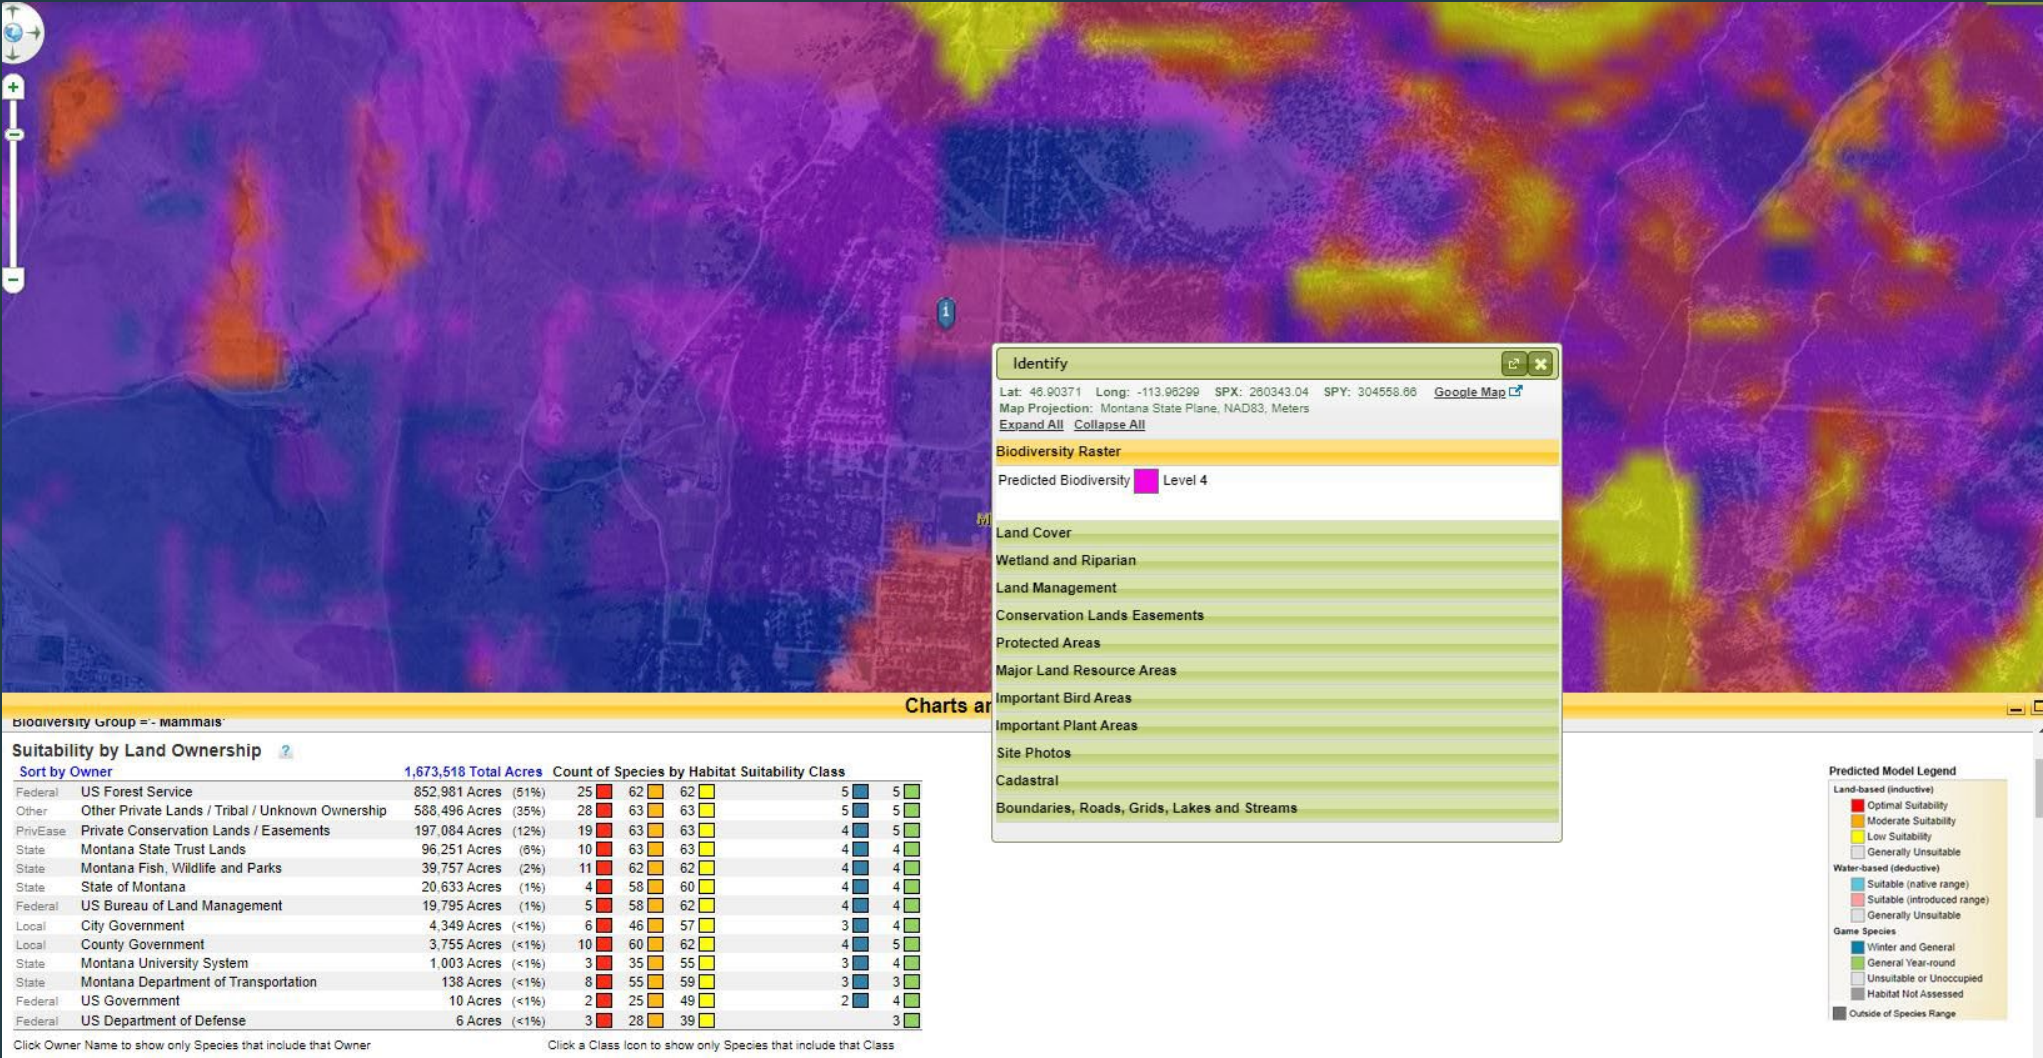 i
Identify
Lat: 46.90371 Long: -113.96299 SPX: 260343.04 SPY: 304558.66 Google Map
Map Projection: Montana State Plane, NAD83, Meters
Expand All Collapse All
Biodiversity Raster
Predicted Biodiversity Level 4
Land Cover
Wetland and Riparian
Land Management
Conservation Lands Easements
Protected Areas
Major Land Resource Areas
Important Bird Areas
Important Plant Areas
Site Photos
Cadastral
Boundaries, Roads, Grids, Lakes and Streams
M
Charts an
Biodiversity Group ='- Mammals'
Suitability by Land Ownership ?
Sort by Owner 1,673,518 Total Acres Count of Species by Habitat Suitability Class
Federal US Forest Service 852,981 Acres (51%) 25 62 62 5 5
Other Other Private Lands / Tribal / Unknown Ownership 588,496 Acres (35%) 28 63 63 5 5
PrivEase Private Conservation Lands / Easements 197,084 Acres (12%) 19 63 63 4 5
State Montana State Trust Lands 96,251 Acres (6%) 10 63 63 4 4
State Montana Fish, Wildlife and Parks 39,757 Acres (2%) 11 62 62 4 4
State State of Montana 20,633 Acres (1%) 4 58 60 4 4
Federal US Bureau of Land Management 19,795 Acres (1%) 5 58 62 4 4
Local City Government 4,349 Acres (<1%) 6 46 57 3 4
Local County Government 3,755 Acres (<1%) 10 60 62 4 5
State Montana University System 1,003 Acres (<1%) 3 35 55 3 4
State Montana Department of Transportation 138 Acres (<1%) 8 55 59 3 3
Federal US Government 10 Acres (<1%) 2 25 49 2 4
Federal US Department of Defense 6 Acres (<1%) 3 28 39 3
Click Owner Name to show only Species that include that Owner Click a Class Icon to show only Species that include that Class
Predicted Model Legend
Land-based (inductive)
Optimal Suitability
Moderate Suitability
Low Suitability
Generally Unsuitable
Water-based (deductive)
Suitable (native range)
Suitable (introduced range)
Generally Unsuitable
Game Species
Winter and General
General Year-round
Unsuitable or Unoccupied
Habitat Not Assessed
Outside of Species Range